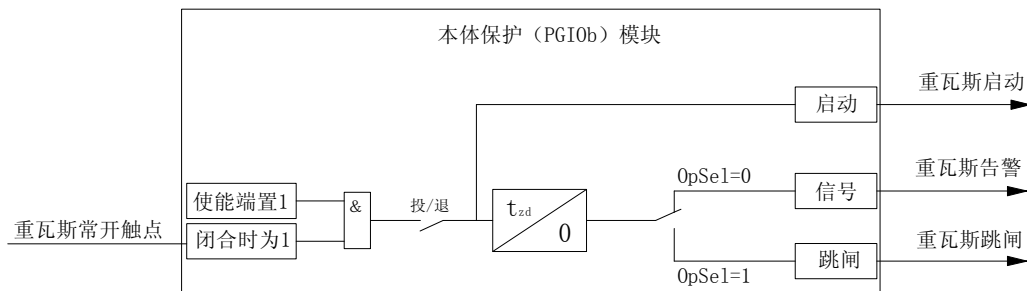 本体保护（PGIOb）模块
重瓦斯启动
启动
重瓦斯告警
OpSel=0
信号
使能端置1
&
投/退
tzd
0
重瓦斯常开触点
闭合时为1
重瓦斯跳闸
跳闸
OpSel=1